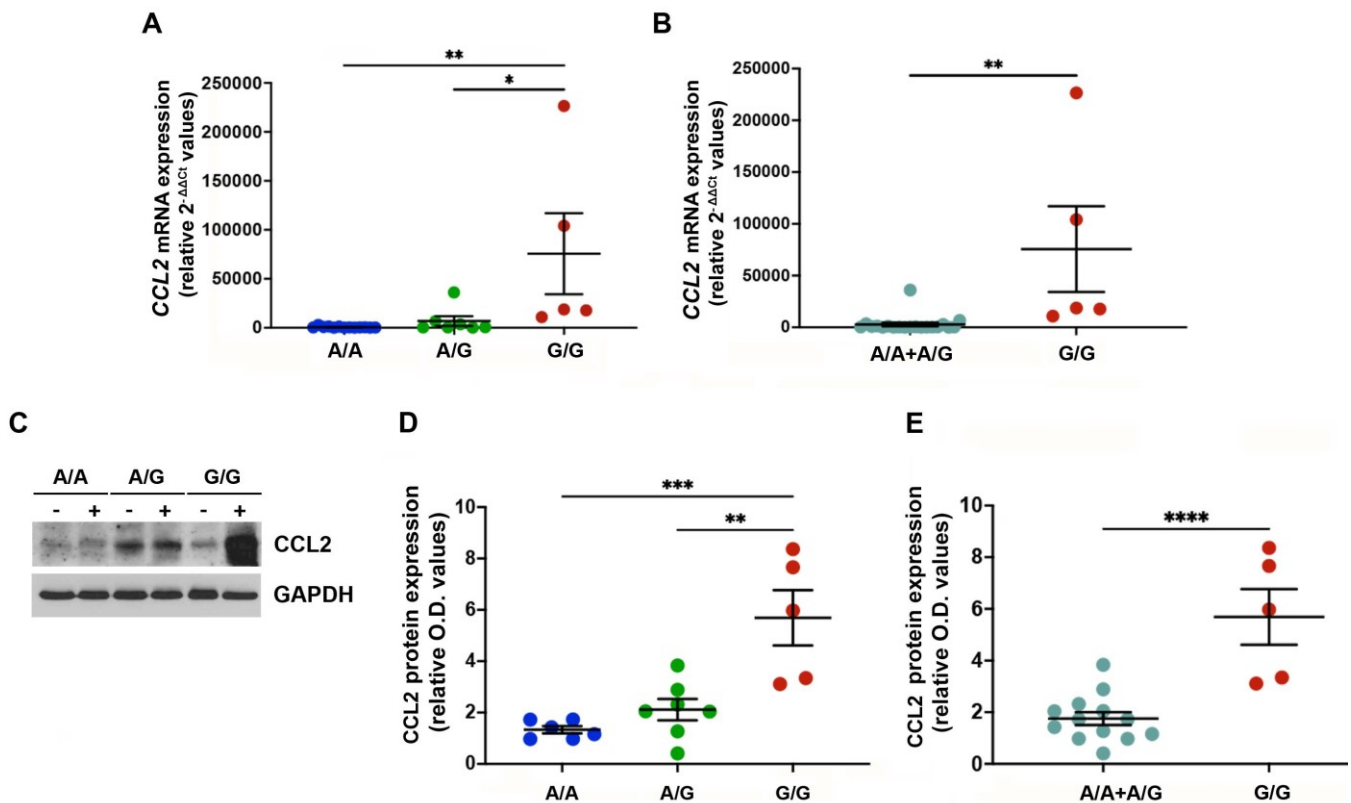 A
**
*
CCL2 mRNA expression
(relative 2-ΔΔCt values)
250000
200000
150000
100000
50000
0
A/A
A/G
G/G
B
**
CCL2 mRNA expression
(relative 2-ΔΔCt values)
250000
200000
150000
100000
50000
0
A/A+A/G
G/G
C
A/A A/G G/G
- + - + - +
CCL2
GAPDH
D
***
**
CCL2 protein expression
(relative O.D. values)
10
8
6
4
2
0
A/A
A/G
G/G
E
****
CCL2 protein expression
(relative O.D. values)
10
8
6
4
2
0
A/A+A/G
G/G